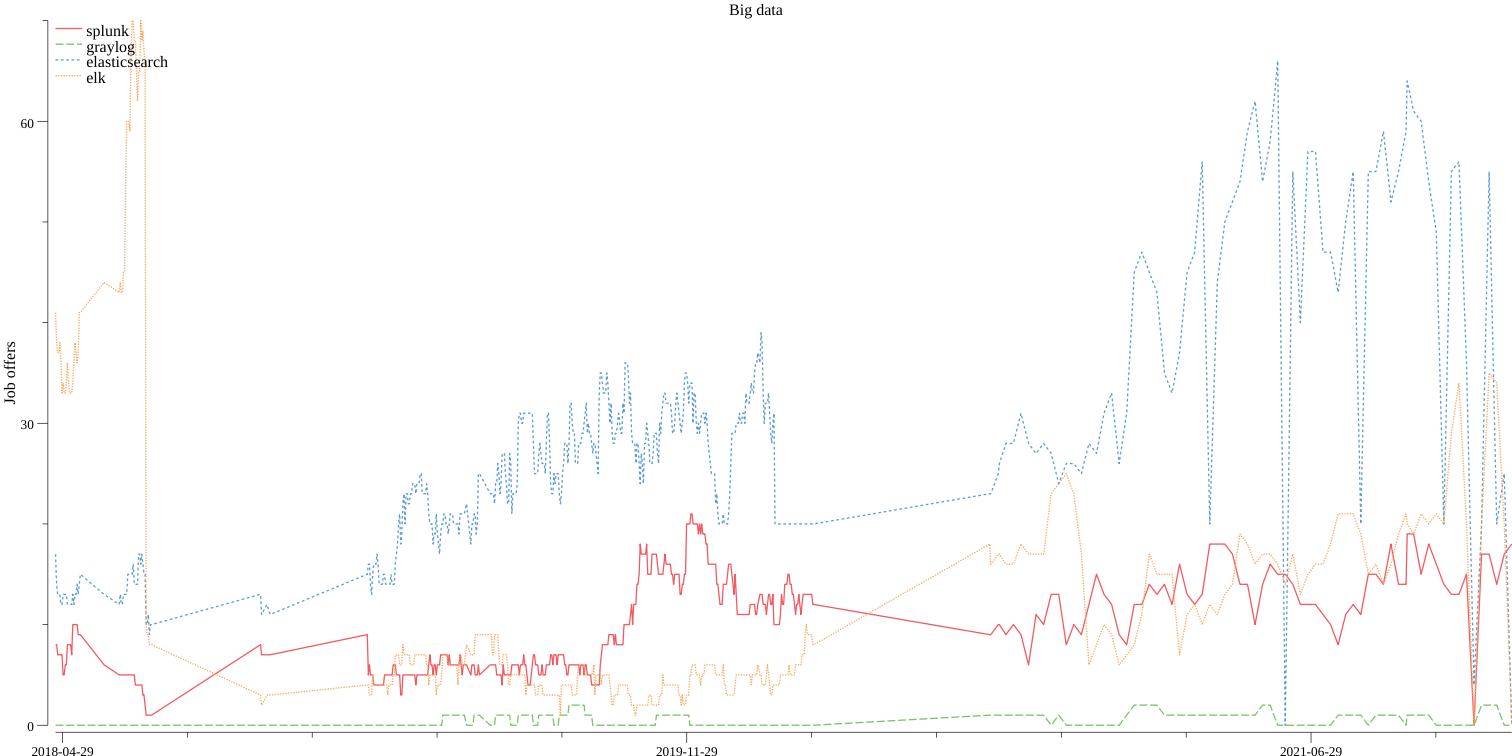 Big data
splunk
graylog
elasticsearch
elk
Job offers
60
30
0
2018-04-29
2019-11-29
2021-06-29